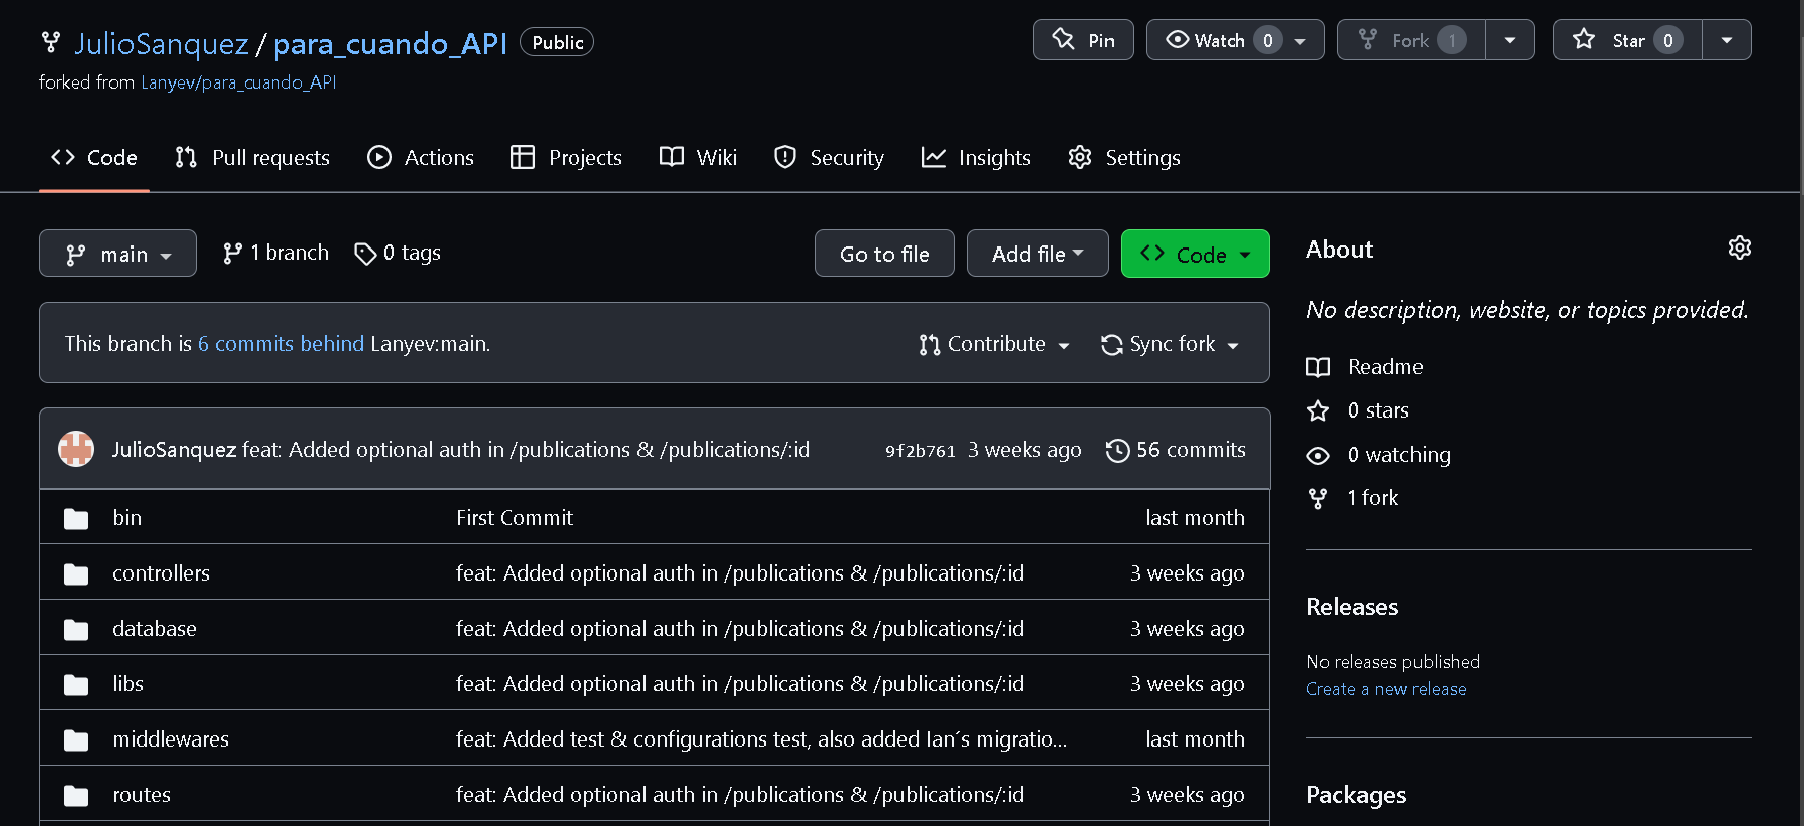 JulioSanquez / para_cuando_API Public Pin Watch 0 Fork 1 Star 0
forked from Lanyev/para_cuando_API
Code Pull requests Actions Projects Wiki Security Insights Settings
main 1 branch 0 tags Go to file Add file Code
This branch is 6 commits behind Lanyev:main. Contribute Sync fork
JulioSanquez feat: Added optional auth in /publications & /publications/:id 9f2b761 3 weeks ago 56 commits
bin First Commit last month
controllers feat: Added optional auth in /publications & /publications/:id 3 weeks ago
database feat: Added optional auth in /publications & /publications/:id 3 weeks ago
libs feat: Added optional auth in /publications & /publications/:id 3 weeks ago
middlewares feat: Added test & configurations test, also added Ian´s migratio... last month
routes feat: Added optional auth in /publications & /publications/:id 3 weeks ago
About
No description, website, or topics provided.
Readme
0 stars
0 watching
1 fork
Releases
No releases published
Create a new release
Packages